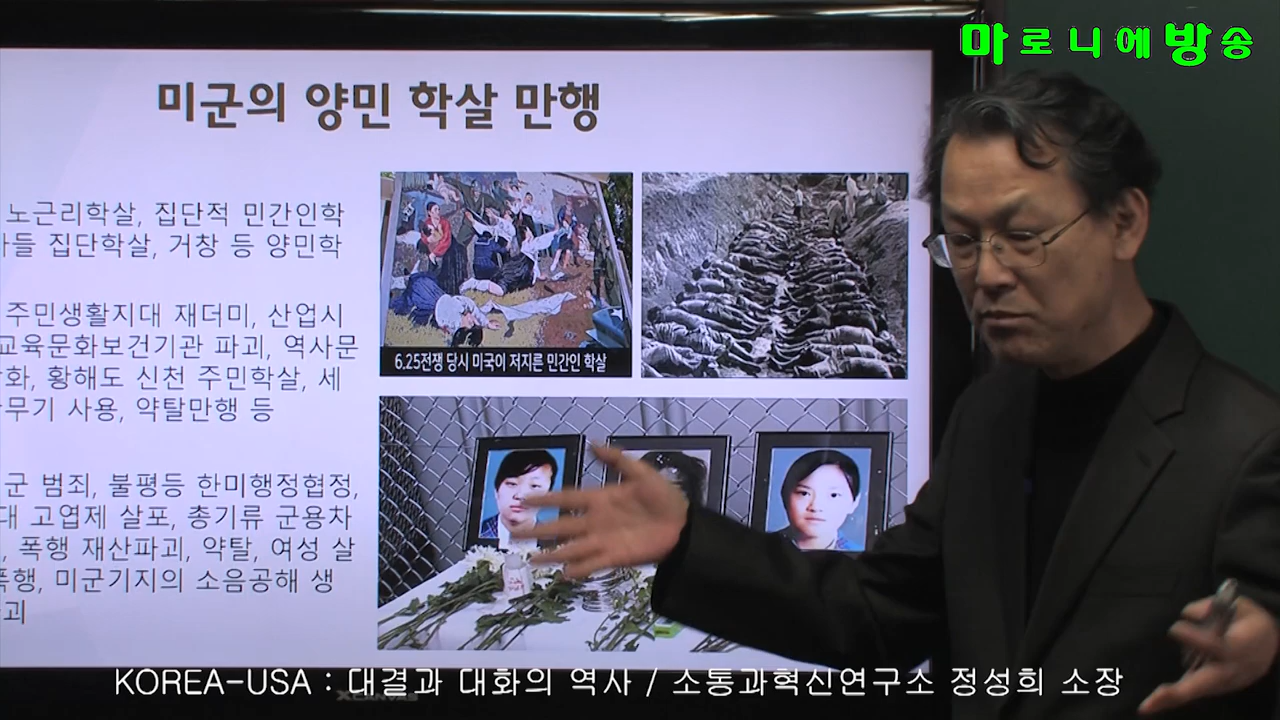 마로니에방송
미군의 양민 학살 만행
노근리학살, 집단적 민간인학
집단학살, 거창 등 양민학
주민생활지대 재더미, 산업시
교육문화보건기관 파괴, 역사문
황해도 신천 주민학살, 세
사용, 약탈만행 등
군 범죄, 불평등 한미행정협정,
고엽제 살포, 총기류 군용차
폭행 재산파괴, 약탈, 여성 살
폭행, 미군기지의 소음공해 생
6.25전쟁 당시 미국이 저지른 민간인 학살
KOREA-USA : 대결과 대화의 역사 / 소통과혁신연구소 정성희 소장